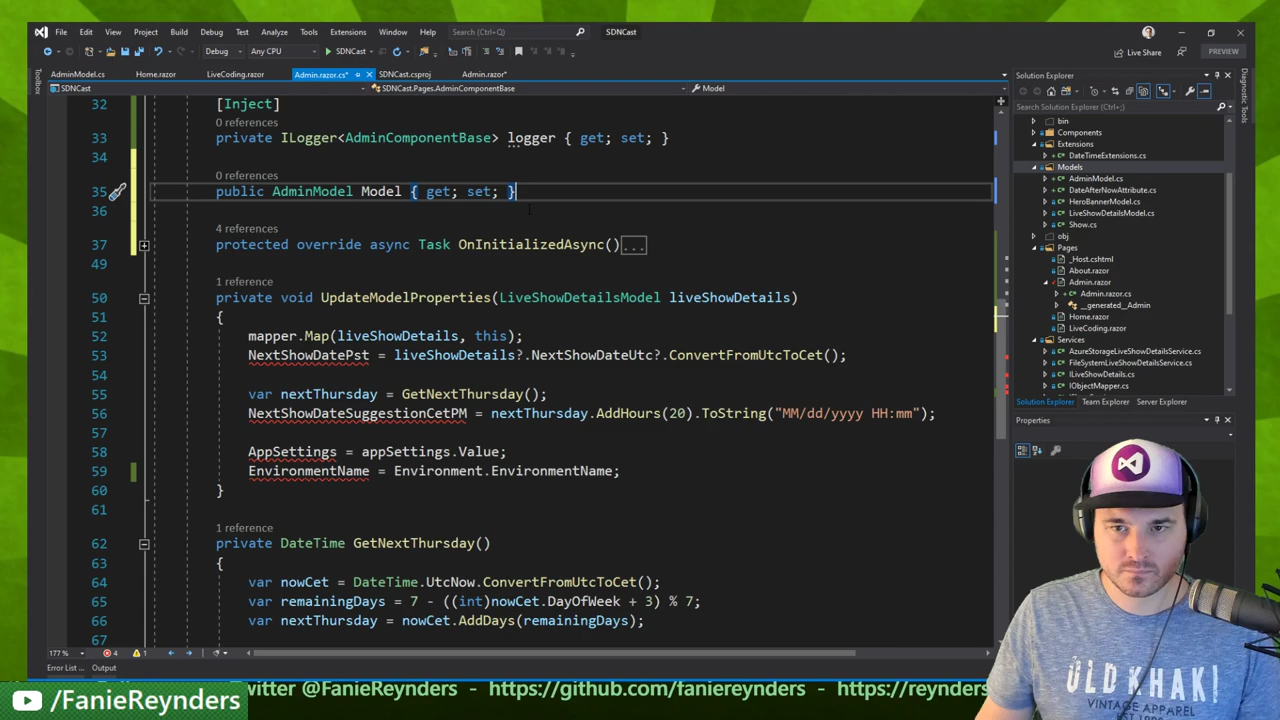 File Edit View Project Build Debug Test Analyze Tools Extensions Window Help Search (Ctrl+Q) SDNCast
Debug Any CPU SDNCast Live Share PREVIEW
AdminModel.cs Home.razor LiveCoding.razor Admin.razor.cs* SDNCast.csproj Admin.razor*
SDNCast SDNCast.Pages.AdminComponentBase Model
Toolbox
32 [Inject]
0 references
33 private ILogger<AdminComponentBase> logger { get; set; }
34
0 references
35 public AdminModel Model { get; set; }
36
4 references
37 protected override async Task OnInitializedAsync()...
49
1 reference
50 private void UpdateModelProperties(LiveShowDetailsModel liveShowDetails)
51 {
52 mapper.Map(liveShowDetails, this);
53 NextShowDatePst = liveShowDetails?.NextShowDateUtc?.ConvertFromUtcToCet();
54
55 var nextThursday = GetNextThursday();
56 NextShowDateSuggestionCetPM = nextThursday.AddHours(20).ToString("MM/dd/yyyy HH:mm");
57
58 AppSettings = appSettings.Value;
59 EnvironmentName = Environment.EnvironmentName;
60 }
61
1 reference
62 private DateTime GetNextThursday()
63 {
64 var nowCet = DateTime.UtcNow.ConvertFromUtcToCet();
65 var remainingDays = 7 - ((int)nowCet.DayOfWeek + 3) % 7;
66 var nextThursday = nowCet.AddDays(remainingDays);
67
177 % 4 1
Error List ... Output
Solution Explorer
Search Solution Explorer (Ctrl+;)
bin
Components
Extensions
DateTimeExtensions.cs
Models
AdminModel.cs
DateAfterNowAttribute.cs
HeroBannerModel.cs
LiveShowDetailsModel.cs
Show.cs
obj
Pages
_Host.cshtml
About.razor
Admin.razor
Admin.razor.cs
__generated__Admin
Home.razor
LiveCoding.razor
Services
AzureStorageLiveShowDetailsService.cs
FileSystemLiveShowDetailsService.cs
ILiveShowDetails.cs
IObjectMapper.cs
Solution Explorer Team Explorer Server Explorer
Properties
Diagnostic Tools
OLD KHAKI
VINTAGE APPAREL
/FanieReynders
Twitter @FanieReynders - https://github.com/faniereynders - https://reynders